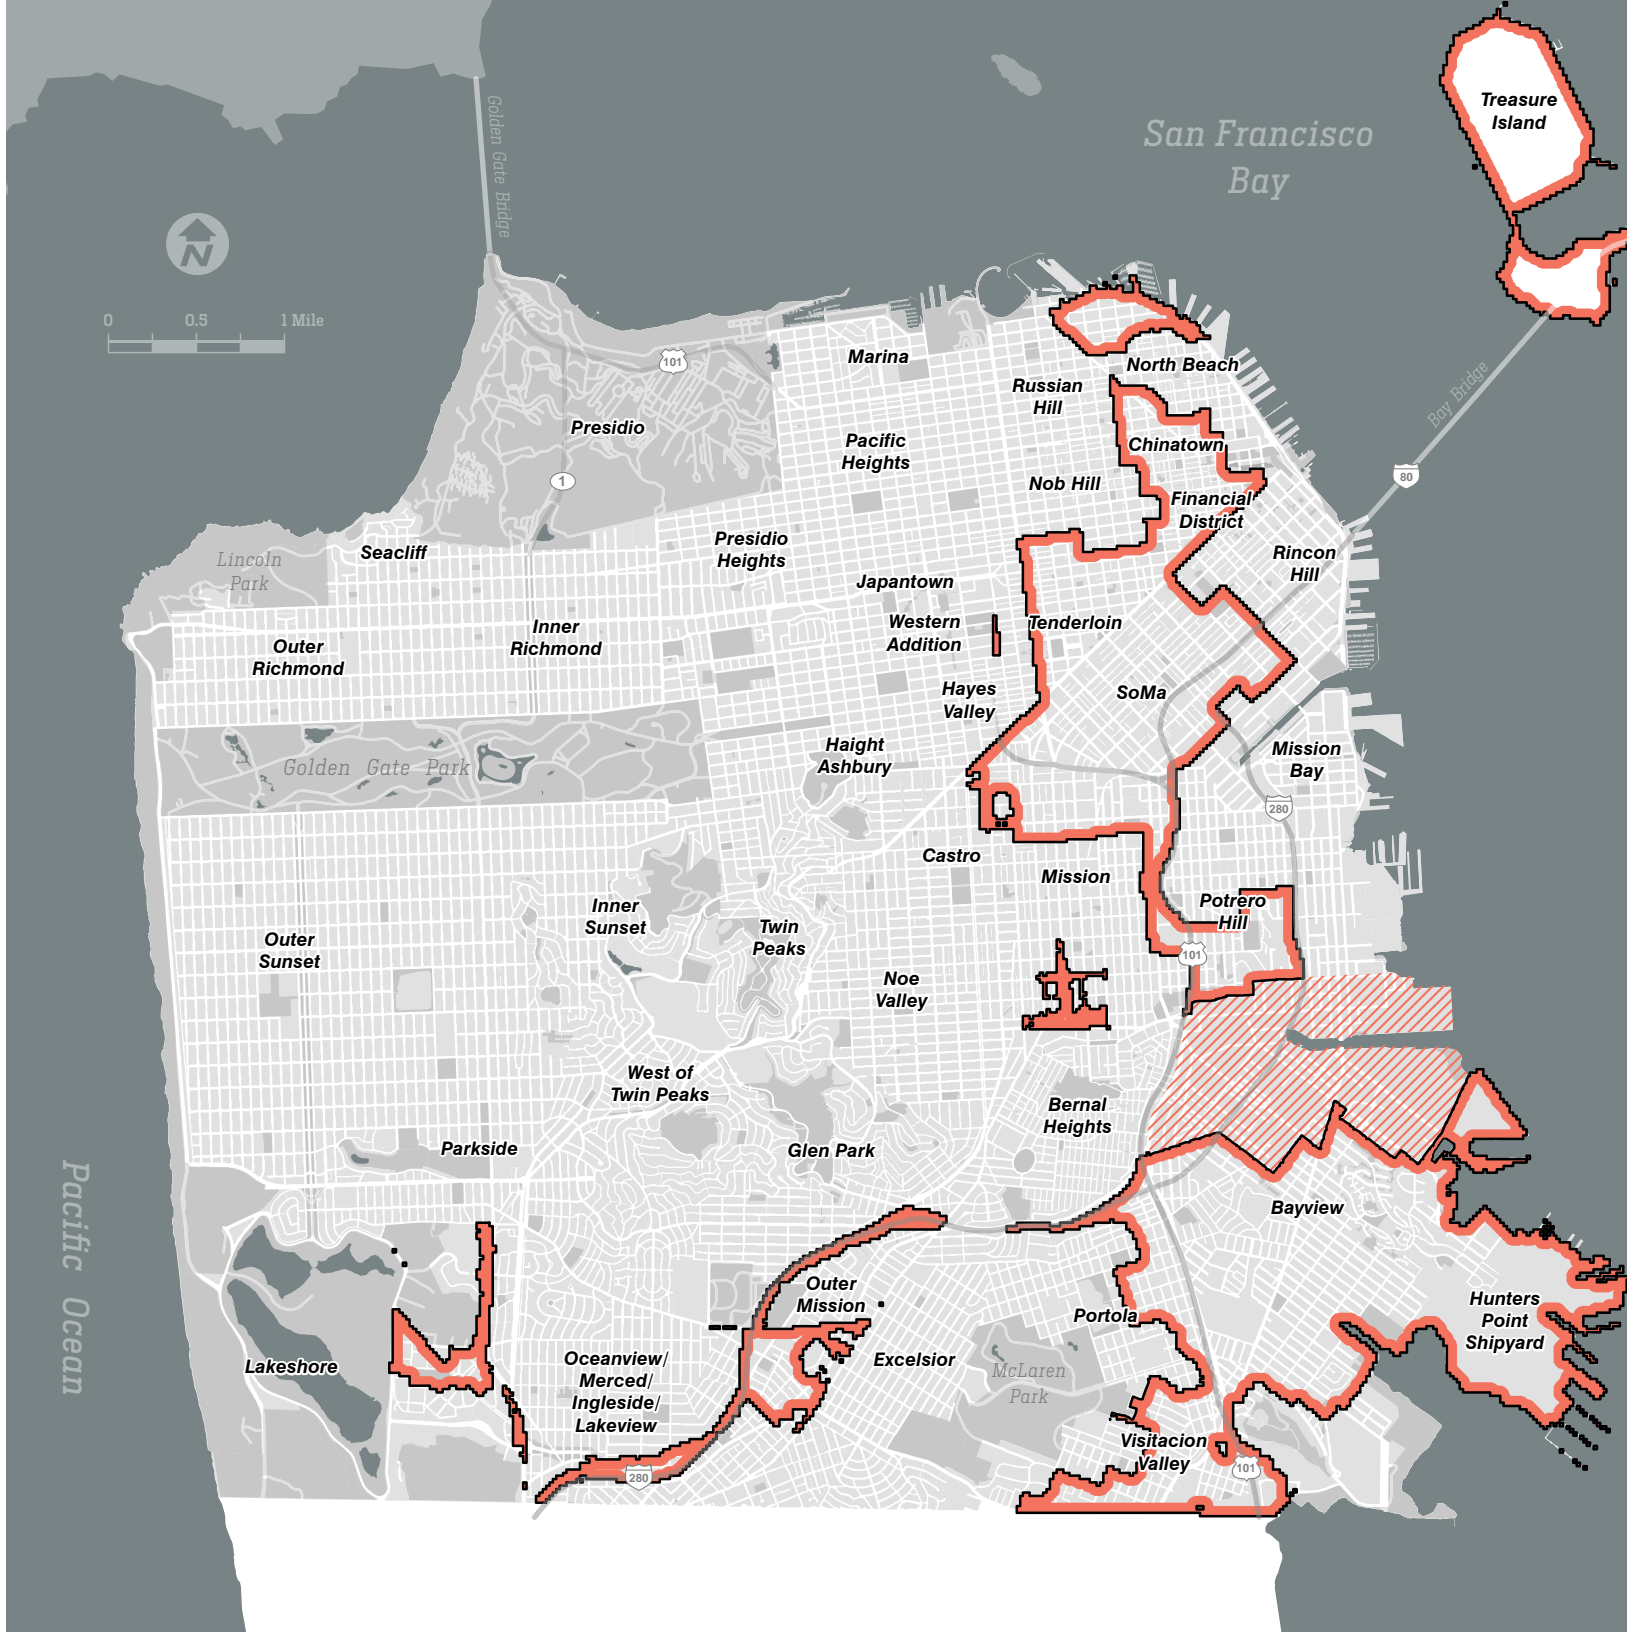 Treasure
Island
San Francisco
Bay
Golden Gate Bridge
N
0 0.5 1 Mile
101
Marina
North Beach
Russian
Hill
Bay Bridge
Presidio
Pacific
Heights
Chinatown
1
Nob Hill
80
Financial
District
Lincoln
Park
Seacliff
Presidio
Heights
Rincon
Hill
Japantown
Western
Addition
Tenderloin
Outer
Richmond
Inner
Richmond
Hayes
Valley
SoMa
Golden Gate Park
Haight
Ashbury
Mission
Bay
280
Castro
Mission
Inner
Sunset
Potrero
Hill
Outer
Sunset
Twin
Peaks
101
Noe
Valley
West of
Twin Peaks
Bernal
Heights
Parkside
Glen Park
Pacific Ocean
Bayview
Outer
Mission
Portola
Hunters
Point
Shipyard
Lakeshore
Oceanview/
Merced/
Ingleside/
Lakeview
Excelsior
McLaren
Park
Visitacion
Valley
280
101